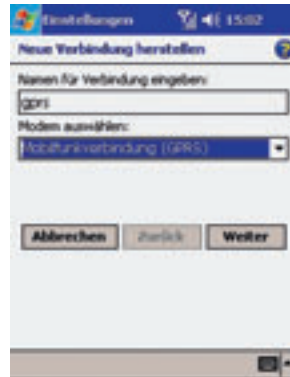 Einstellungen 15:02
Neue Verbindung herstellen
Namen für Verbindung eingeben:
gprs
Modem auswählen:
Mobilfunkverbindung (GPRS)
Abbrechen Zurück Weiter